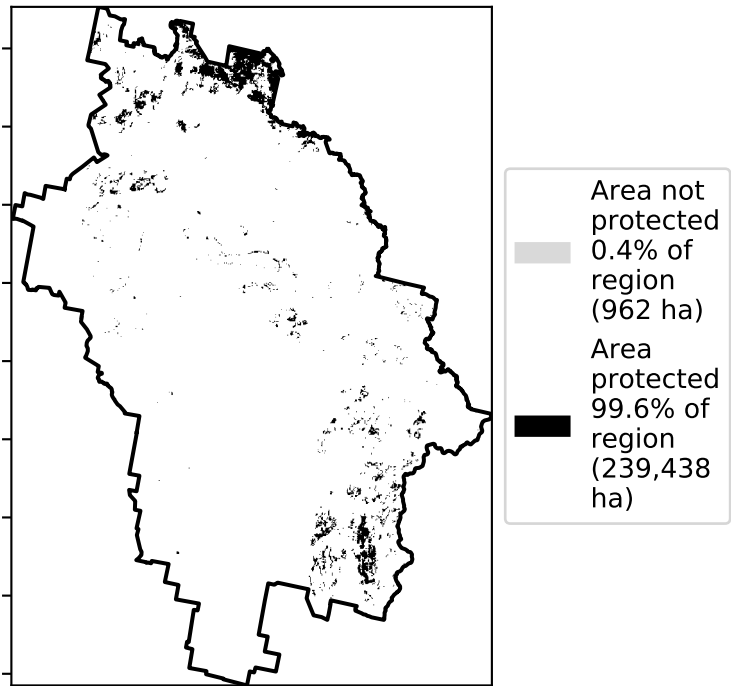 Area not
protected
0.4% of
region
(962 ha)
Area
protected
99.6% of
region
(239,438
ha)